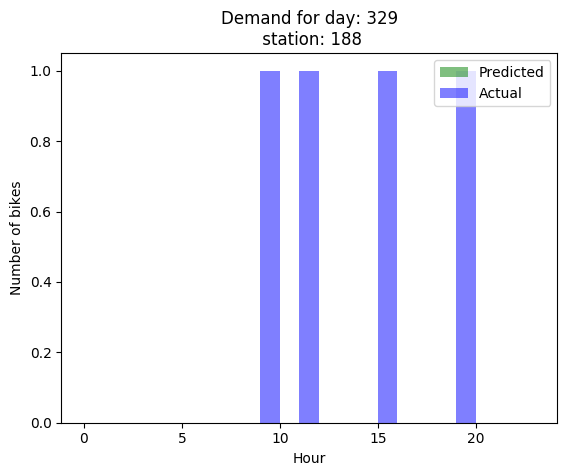 Demand for day: 329
station: 188
Predicted
Actual
1.0
0.8
0.6
0.4
0.2
0.0
Number of bikes
0
5
10
15
20
Hour